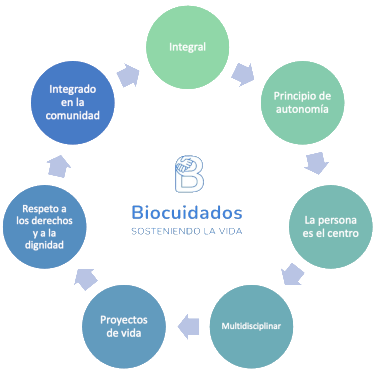 Integral
Principio de
autonomía
La persona
es el centro
Multidisciplinar
Proyectos
de vida
Respeto a
los derechos
y a la
dignidad
Integrado
en la
comunidad
B
Biocuidados
SOSTENIENDO LA VIDA